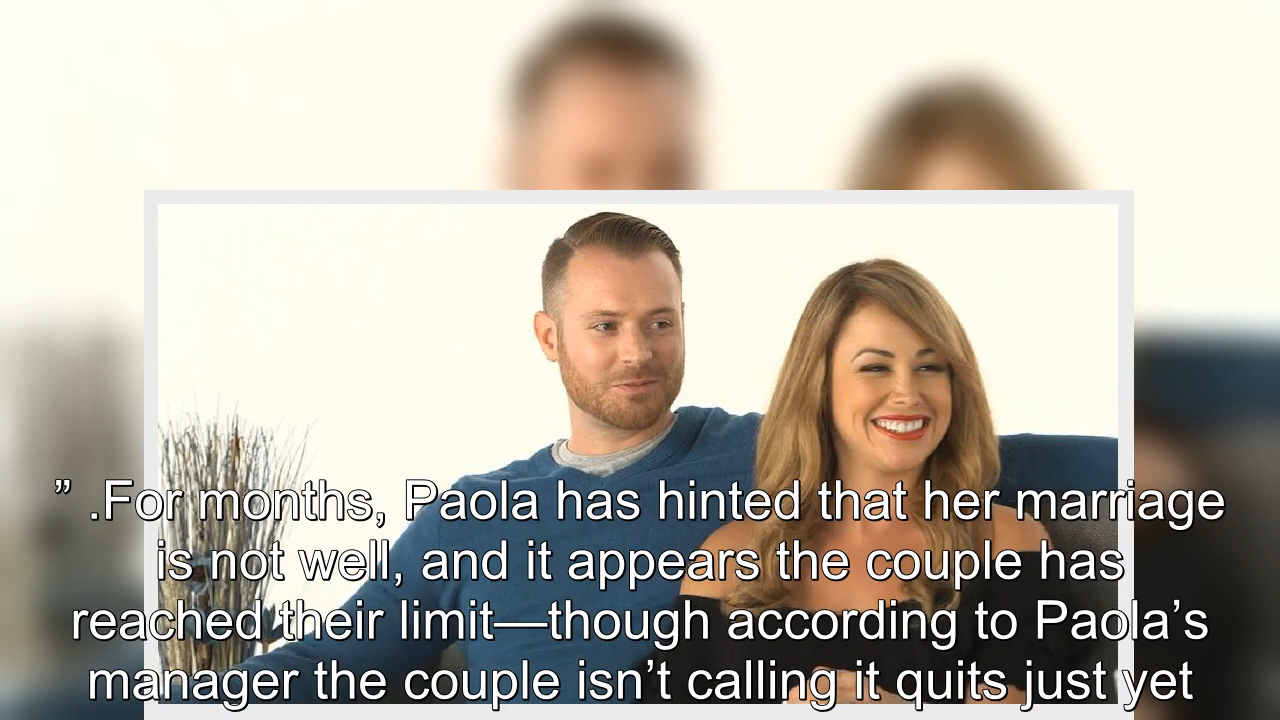 ” .For months, Paola has hinted that her marriage
is not well, and it appears the couple has
reached their limit—though according to Paola’s
manager the couple isn’t calling it quits just yet